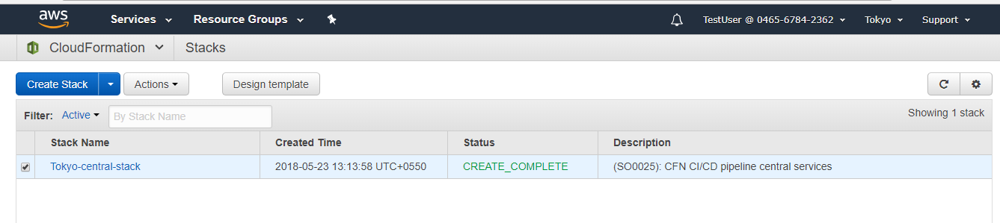 aws Services Resource Groups TestUser @ 0465-6784-2362 Tokyo Support
CloudFormation Stacks
Create Stack Actions Design template
Filter: Active By Stack Name Showing 1 stack
Stack Name Created Time Status Description
Tokyo-central-stack 2018-05-23 13:13:58 UTC+0550 CREATE_COMPLETE (SO0025): CFN CI/CD pipeline central services